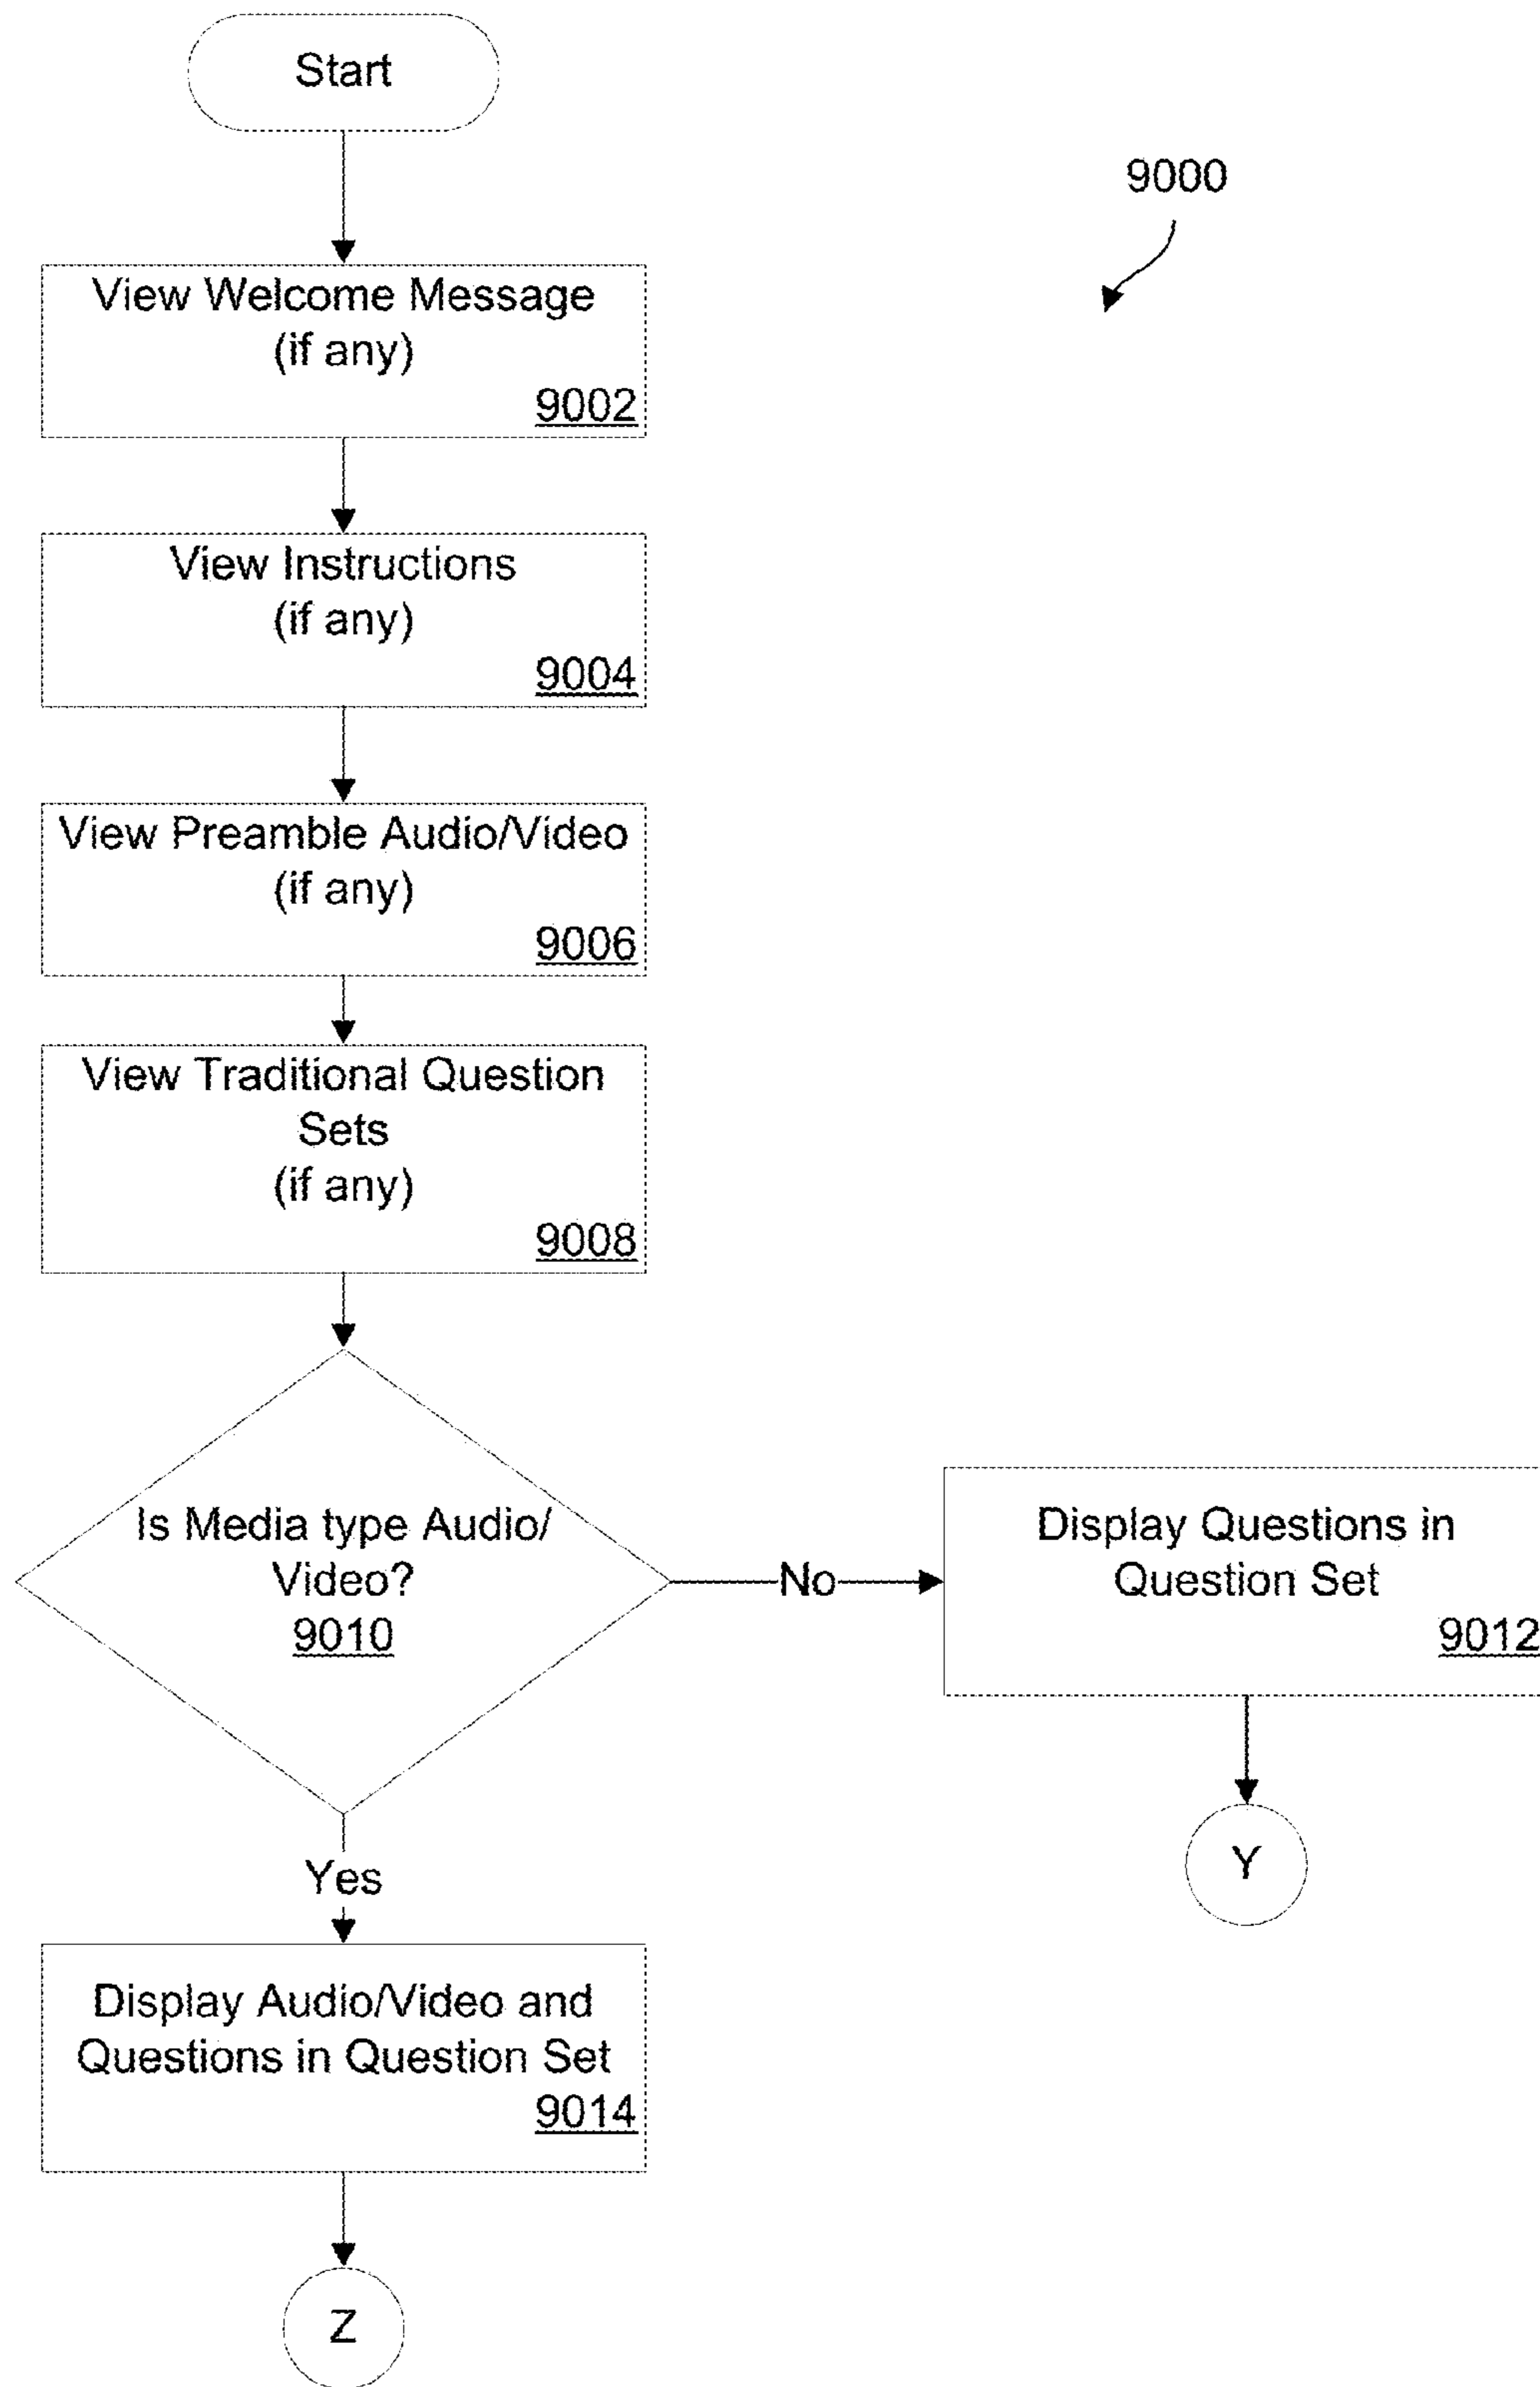 Start
9000
View Welcome Message
(if any)
9002
View Instructions
(if any)
9004
View Preamble Audio/Video
(if any)
9006
View Traditional Question
Sets
(if any)
9008
Is Media type Audio/
Video?
9010
No
Display Questions in
Question Set
9012
Y
Yes
Display Audio/Video and
Questions in Question Set
9014
Z